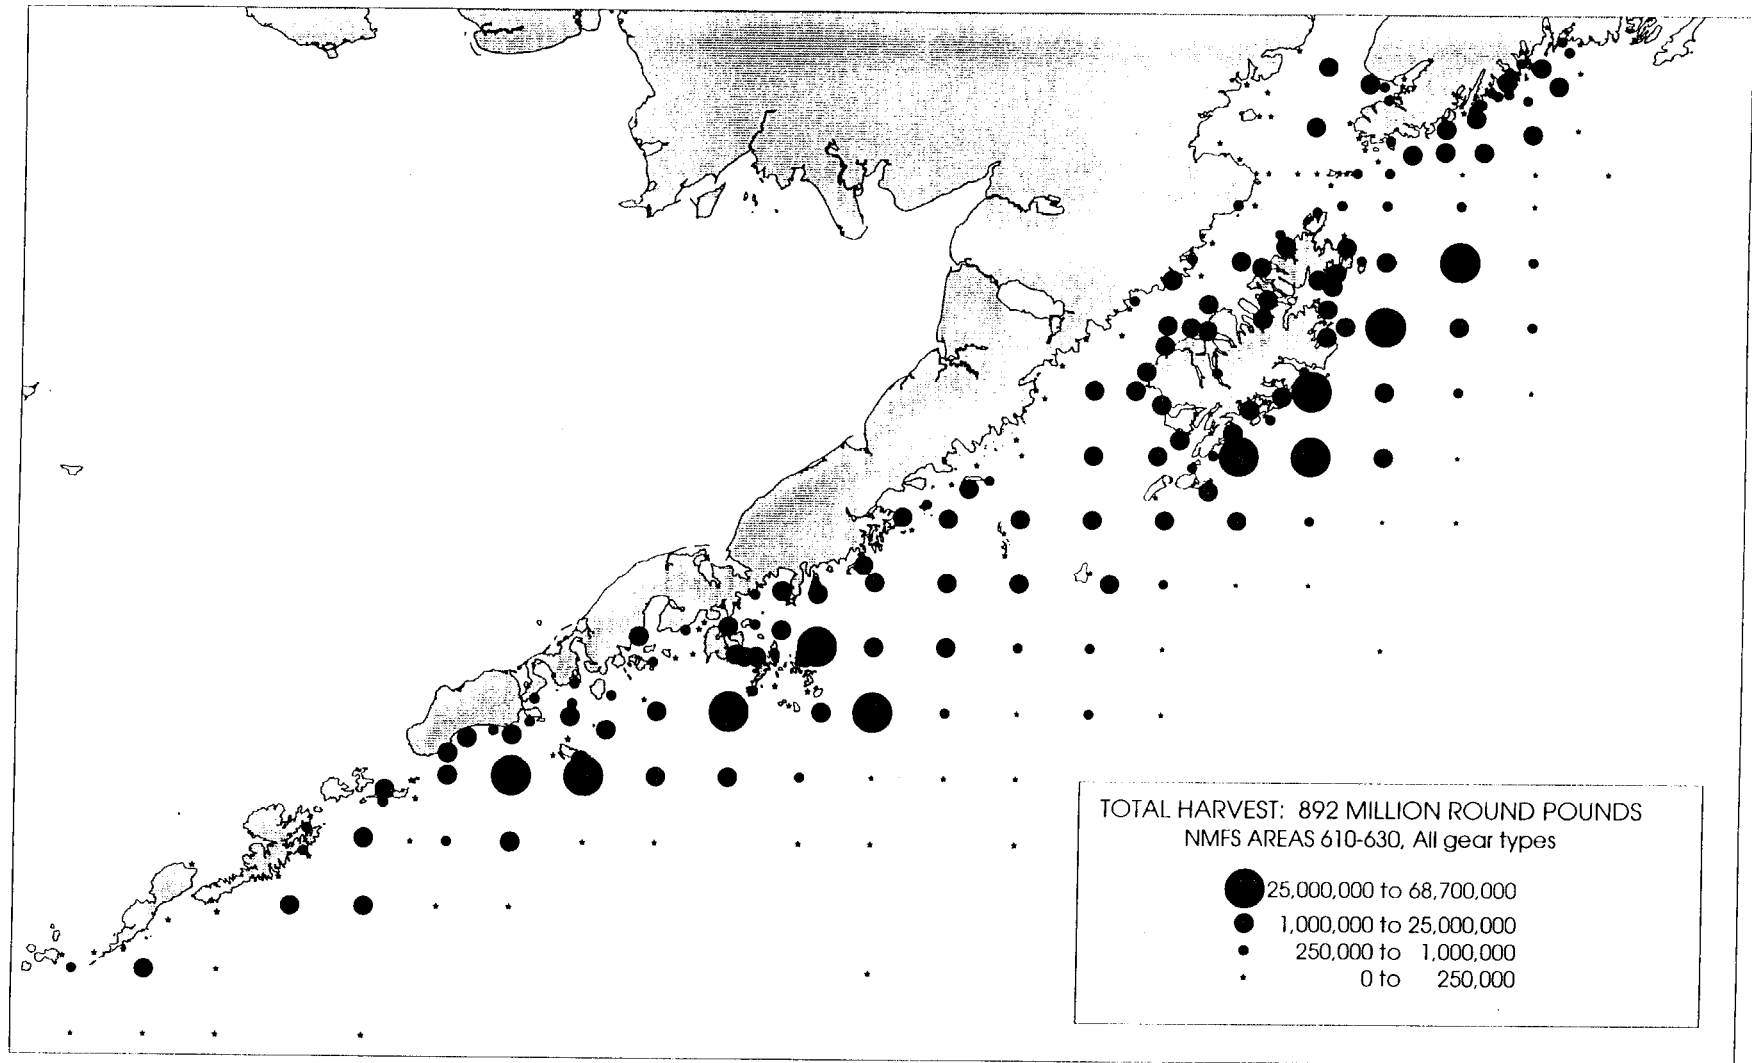 TOTAL HARVEST: 892 MILLION ROUND POUNDS
NMFS AREAS 610-630, All gear types
25,000,000 to 68,700,000
1,000,000 to 25,000,000
250,000 to 1,000,000
0 to 250,000